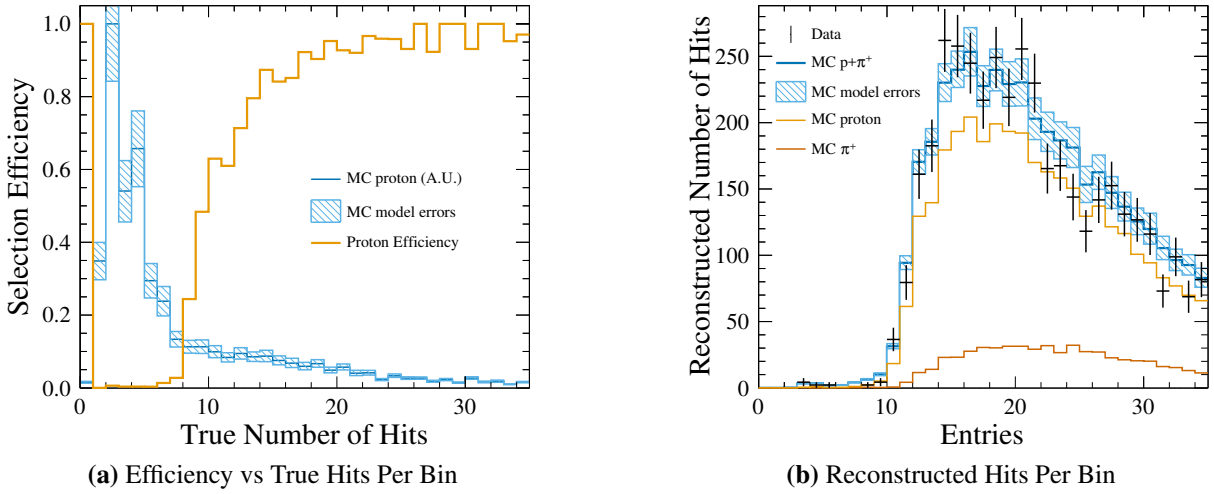 1.0
0.8
0.6
0.4
0.2
0.0
0
10
20
30
Selection Efficiency
MC proton (A.U.)
MC model errors
Proton Efficiency
True Number of Hits
(a) Efficiency vs True Hits Per Bin
250
200
150
100
50
0
0
10
20
30
Reconstructed Number of Hits
Data
MC p+π⁺
MC model errors
MC proton
MC π⁺
Entries
(b) Reconstructed Hits Per Bin